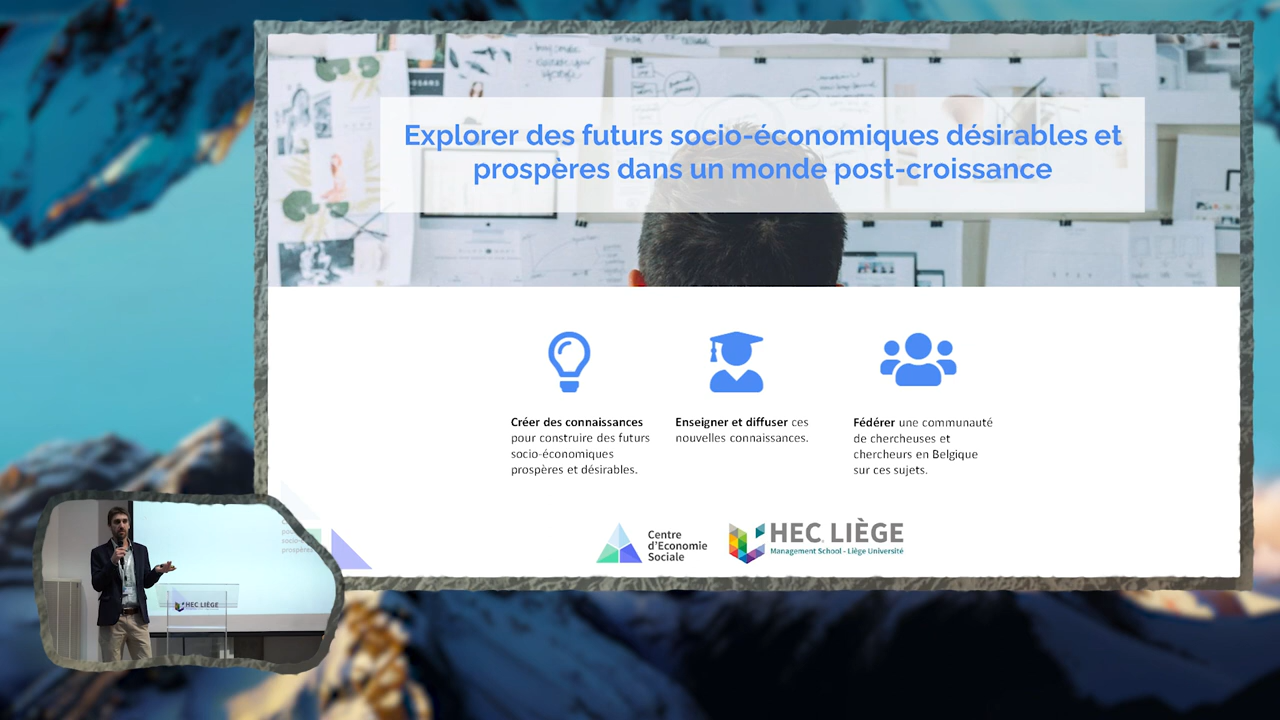 Explorer des futurs socio-économiques désirables et
prospères dans un monde post-croissance
Créer des connaissances
pour construire des futurs
socio-économiques
prospères et désirables.
Enseigner et diffuser ces
nouvelles connaissances.
Fédérer une communauté
de chercheuses et
chercheurs en Belgique
sur ces sujets.
Centre
d'Economie
Sociale
HEC LIÈGE
Management School - Liège Université
HEC LIÈGE